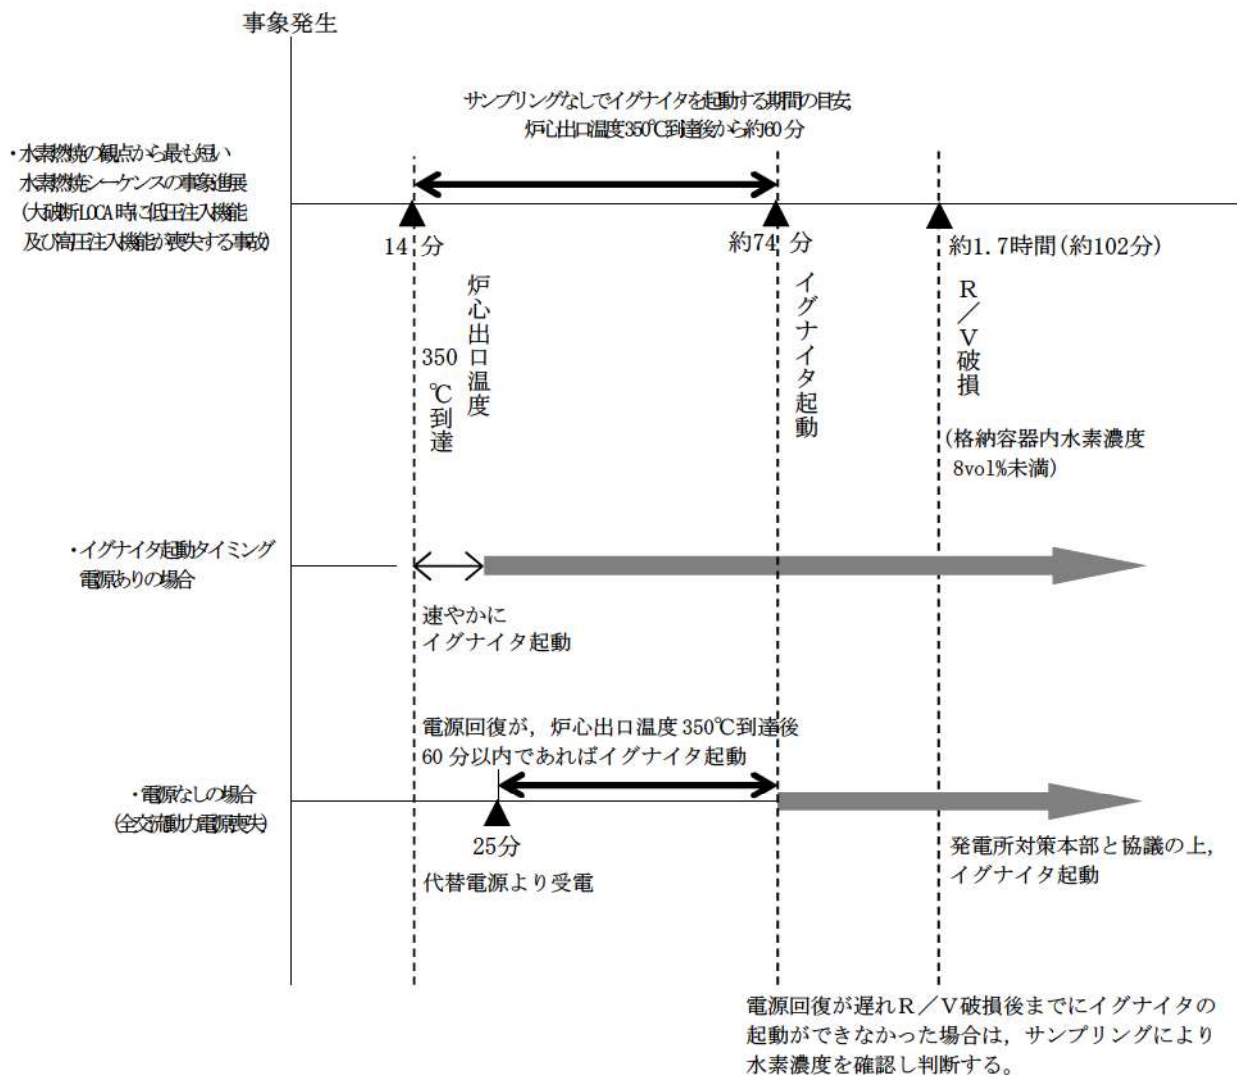 事象発生
サンプリングなしでイグナイタを起動する期間の目安;
炉心出口温度350℃到達後から約60分
・水素燃焼の観点から最も短い
水素燃焼シーケンスの事象進展
(大破断LOCA時に低圧注入機能
及び高圧注入機能が喪失する事故)
14分
約74分
約1.7時間(約102分)
炉心出口温度
350℃到達
イグナイタ起動
R/V破損
(格納容器内水素濃度
8vol%未満)
・イグナイタ起動タイミング
電源ありの場合
速やかに
イグナイタ起動
電源回復が，炉心出口温度350℃到達後
60分以内であればイグナイタ起動
・電源なしの場合
(全交流動力電源喪失)
25分
代替電源より受電
発電所対策本部と協議の上，
イグナイタ起動
電源回復が遅れR/V破損後までにイグナイタの
起動ができなかった場合は，サンプリングにより
水素濃度を確認し判断する。